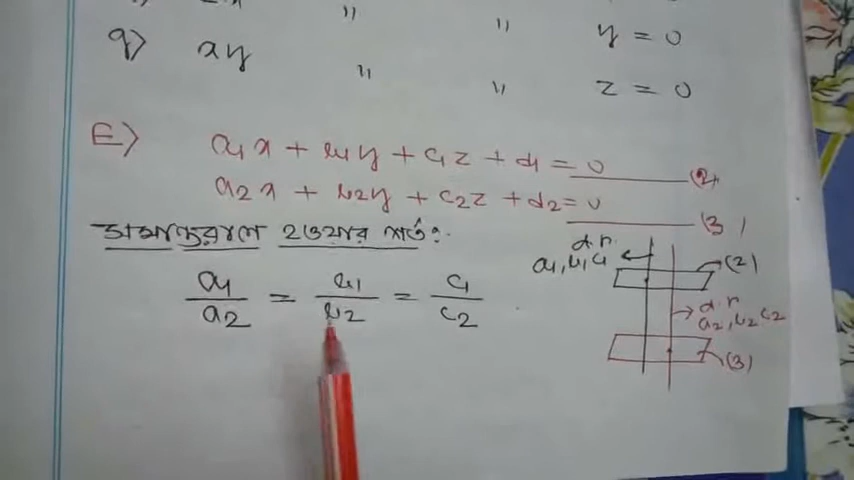 " "
q) xy " " y = 0
" " z = 0
E) a₁x + b₁y + c₁z + d₁ = 0 (2)
a₂x + b₂y + c₂z + d₂ = 0 (3)
সমান্তরাল হওয়ার শর্ত :
a₁/a₂ = b₁/b₂ = c₁/c₂
d.r.
a₁, b₁, c₁ (2)
d.r
a₂, b₂ c₂
(3)